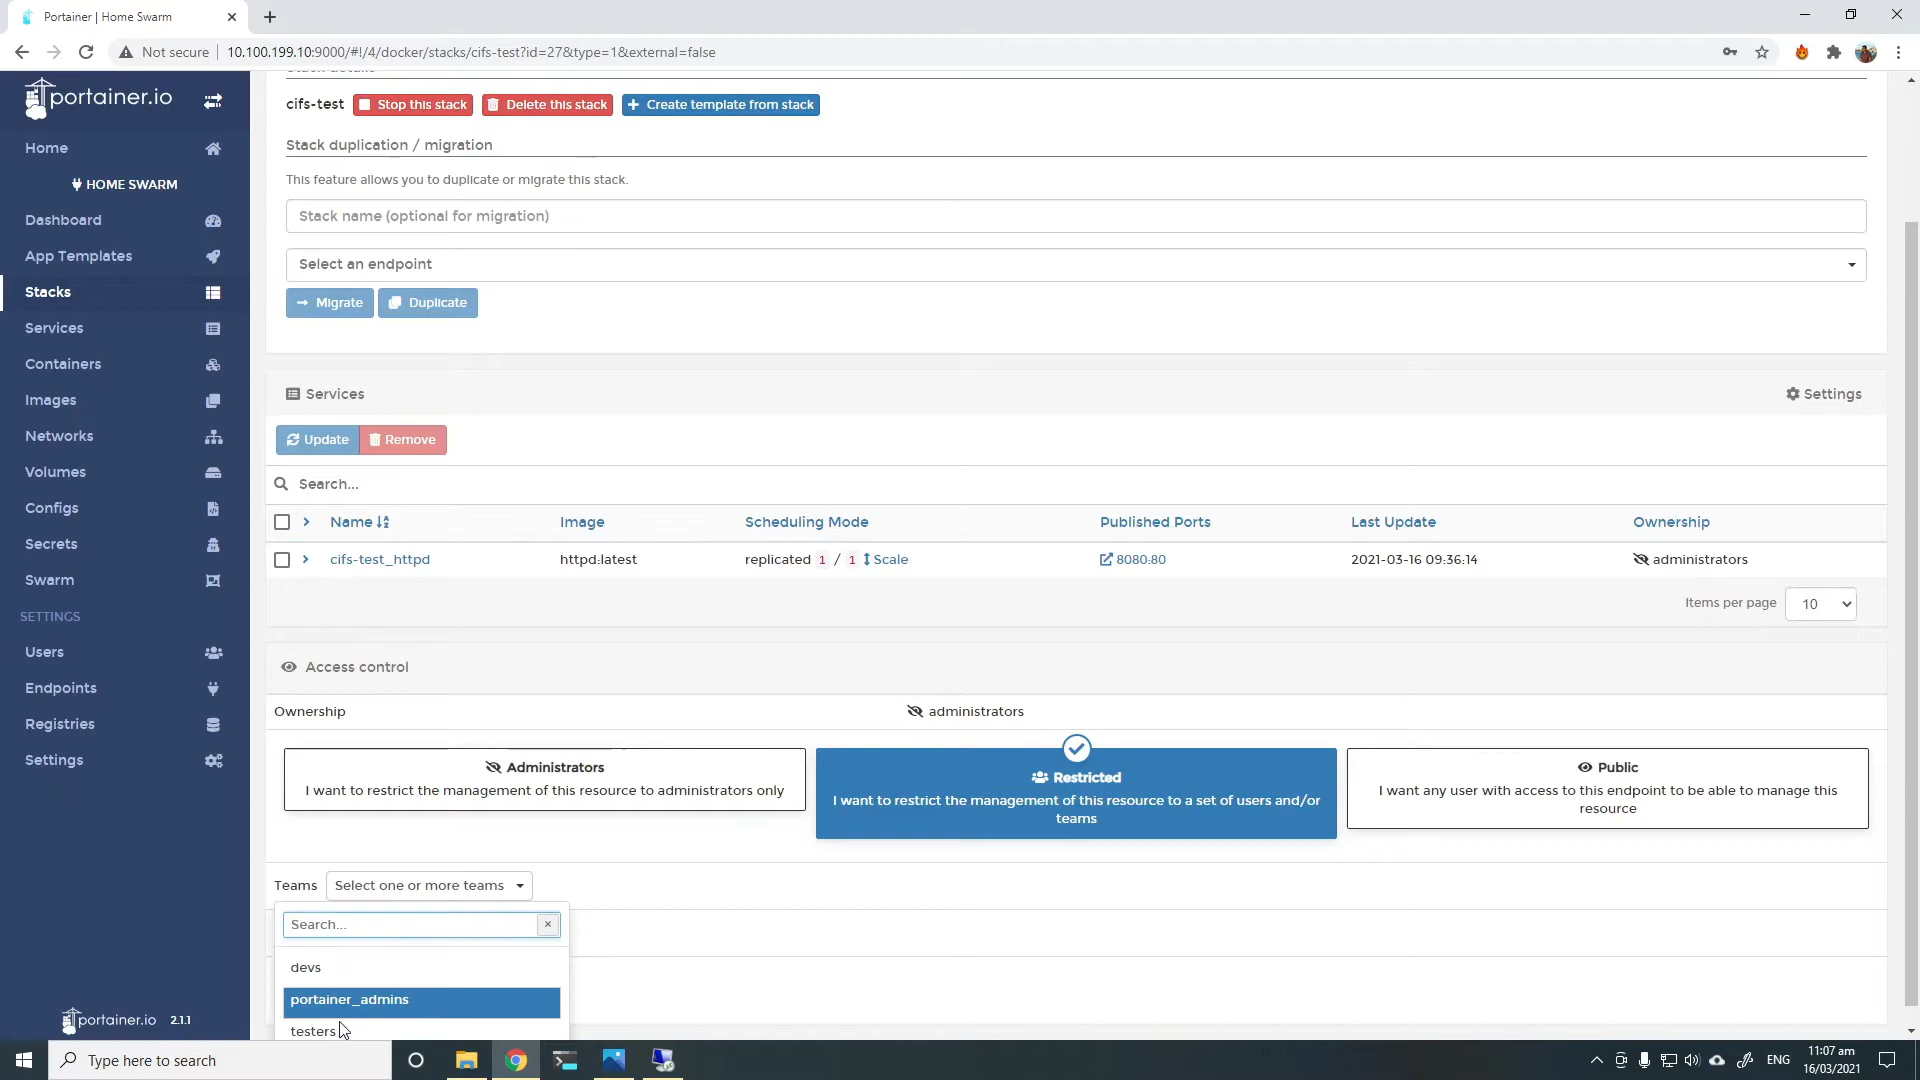 Portainer | Home Swarm
Not secure
10.100.199.10:9000/#!/4/docker/stacks/cifs-test?id=27&type=1&external=false
portainer.io
Home
HOME SWARM
Dashboard
App Templates
Stacks
Services
Containers
Images
Networks
Volumes
Configs
Secrets
Swarm
SETTINGS
Users
Endpoints
Registries
Settings
portainer.io 2.1.1
cifs-test Stop this stack Delete this stack Create template from stack
Stack duplication / migration
This feature allows you to duplicate or migrate this stack.
Stack name (optional for migration)
Select an endpoint
Migrate Duplicate
Services Settings
Update Remove
Search...
Name Image Scheduling Mode Published Ports Last Update Ownership
cifs-test_httpd httpd:latest replicated 1 / 1 Scale 8080:80 2021-03-16 09:36:14 administrators
Items per page 10
Access control
Ownership administrators
Administrators
I want to restrict the management of this resource to administrators only
Restricted
I want to restrict the management of this resource to a set of users and/or
teams
Public
I want any user with access to this endpoint to be able to manage this
resource
Teams Select one or more teams
Search...
devs
portainer_admins
testers
Type here to search
ENG
11:07 am
16/03/2021